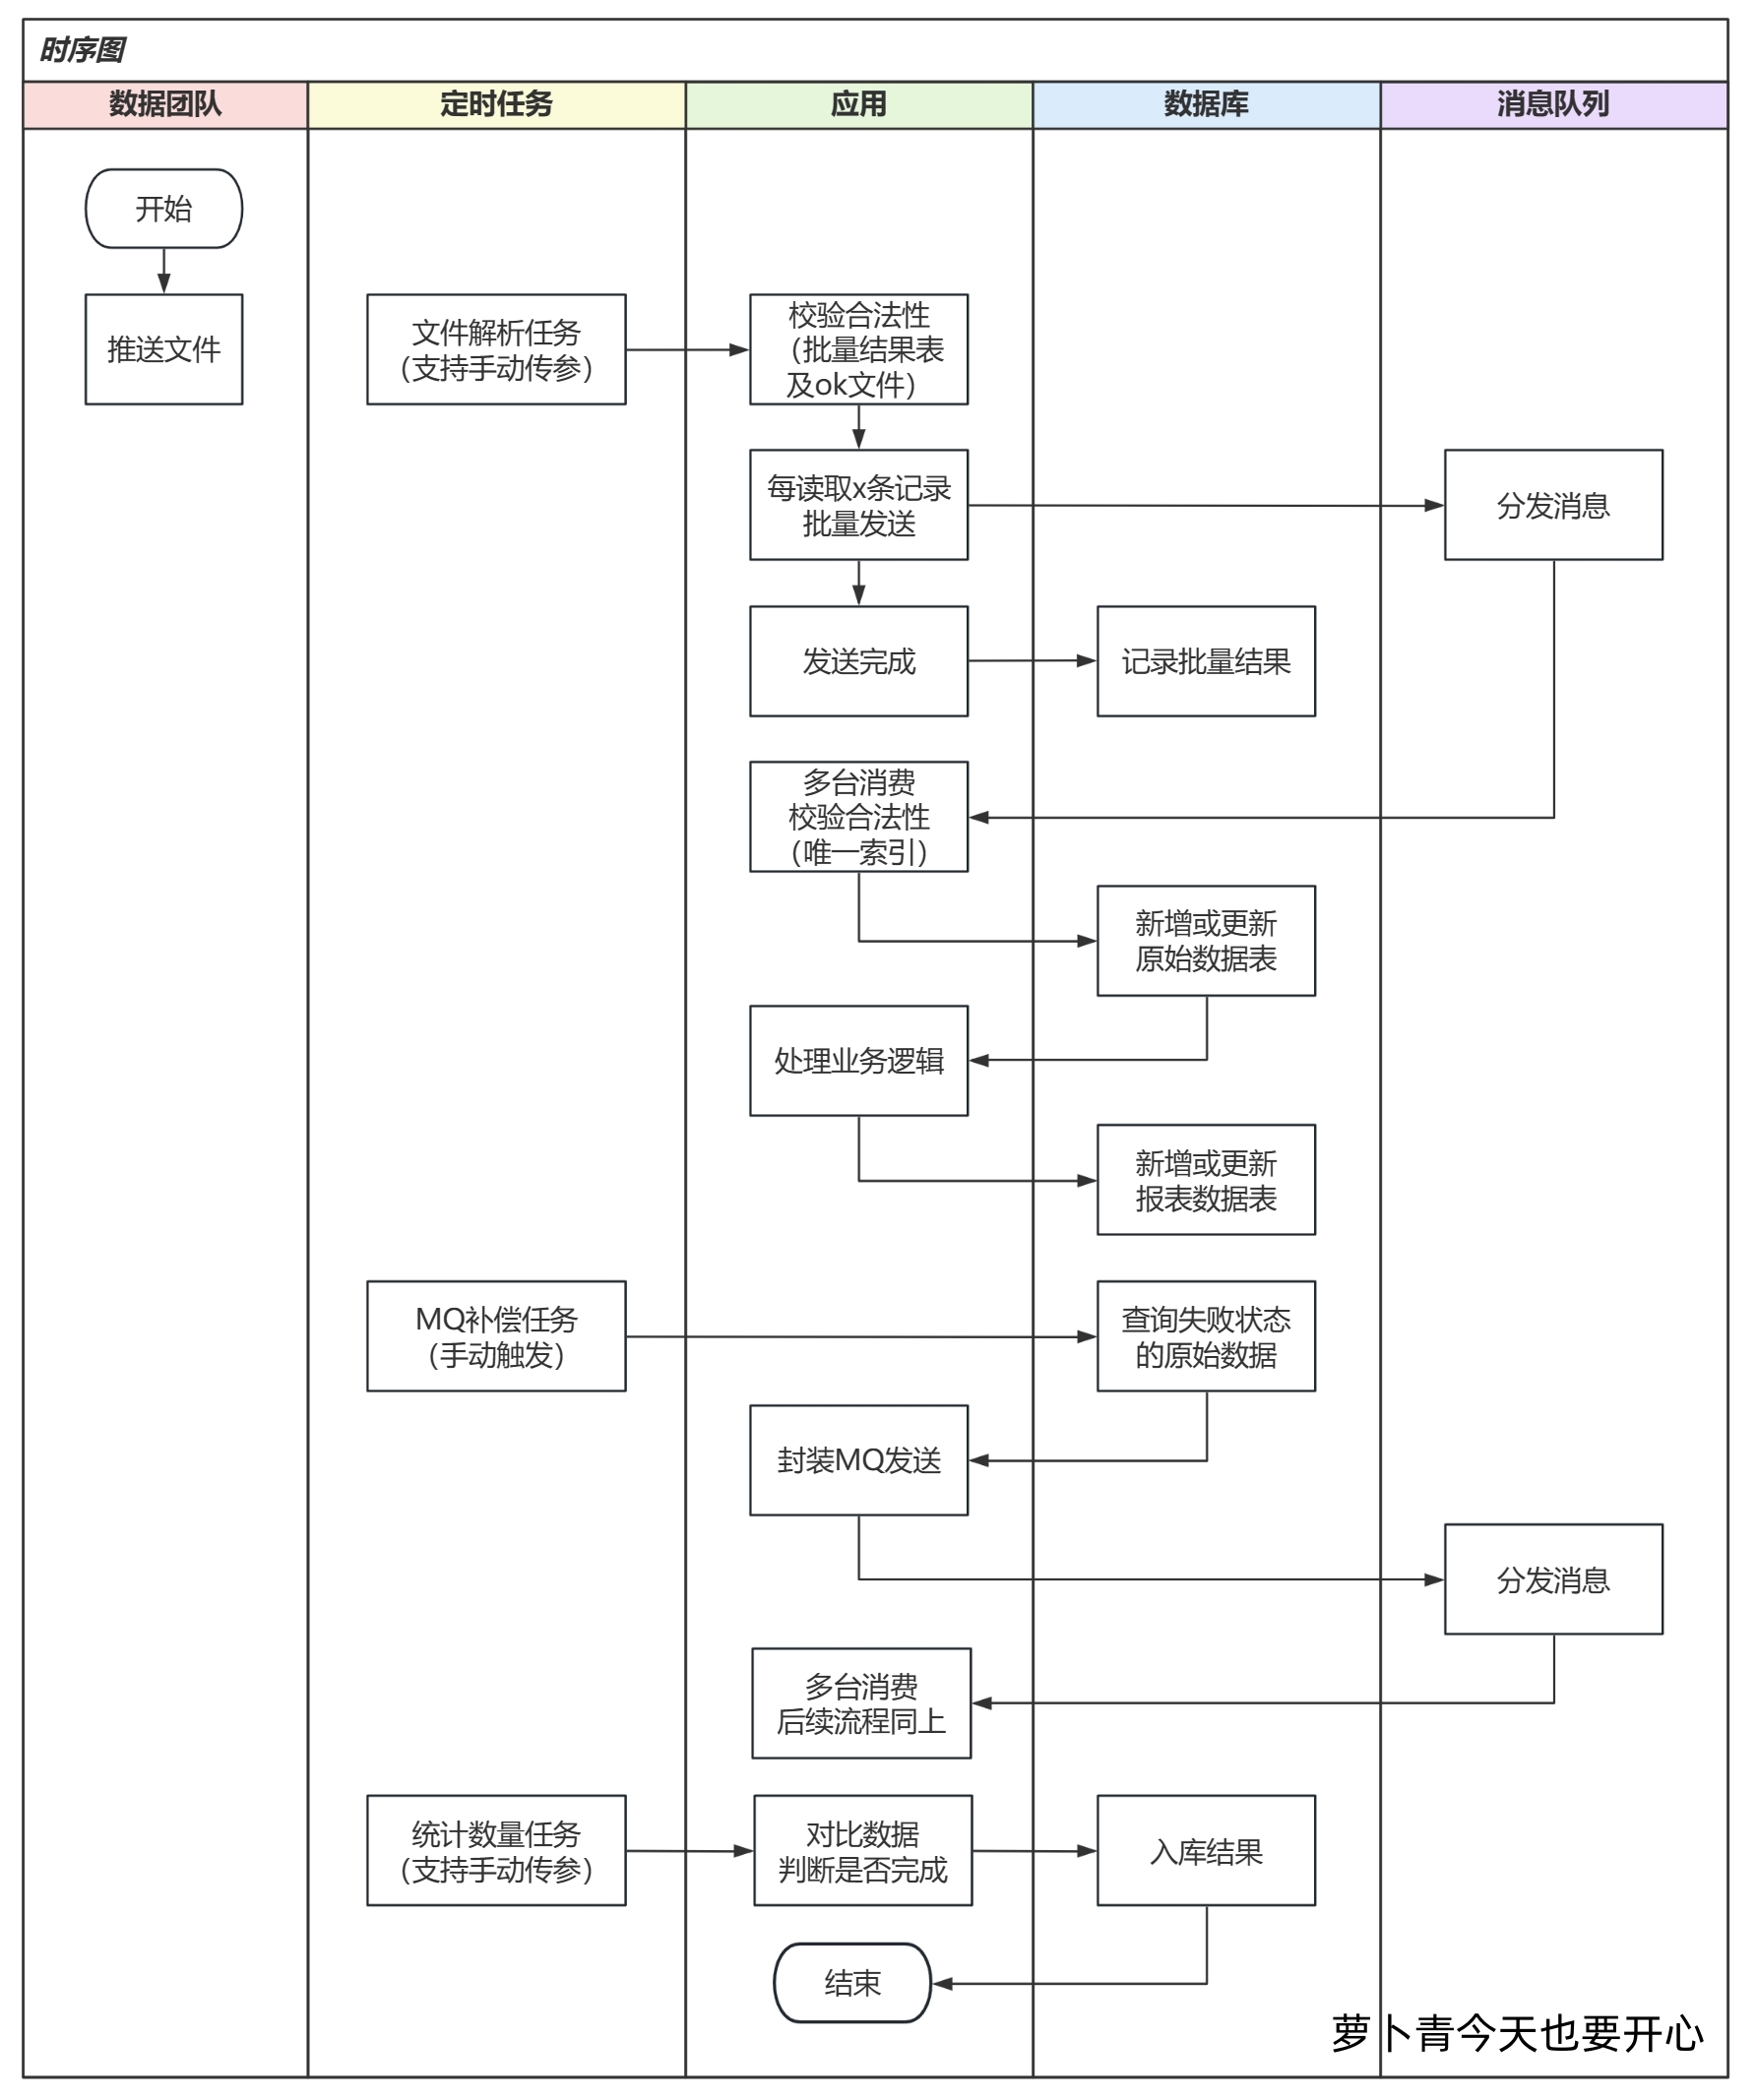 时序图
数据团队
定时任务
应用
数据库
消息队列
开始
推送文件
文件解析任务
（支持手动传参）
校验合法性
（批量结果表
及ok文件）
每读取x条记录
批量发送
分发消息
发送完成
记录批量结果
多台消费
校验合法性
（唯一索引）
新增或更新
原始数据表
处理业务逻辑
新增或更新
报表数据表
MQ补偿任务
（手动触发）
查询失败状态
的原始数据
封装MQ发送
分发消息
多台消费
后续流程同上
统计数量任务
（支持手动传参）
对比数据
判断是否完成
入库结果
结束
萝卜青今天也要开心